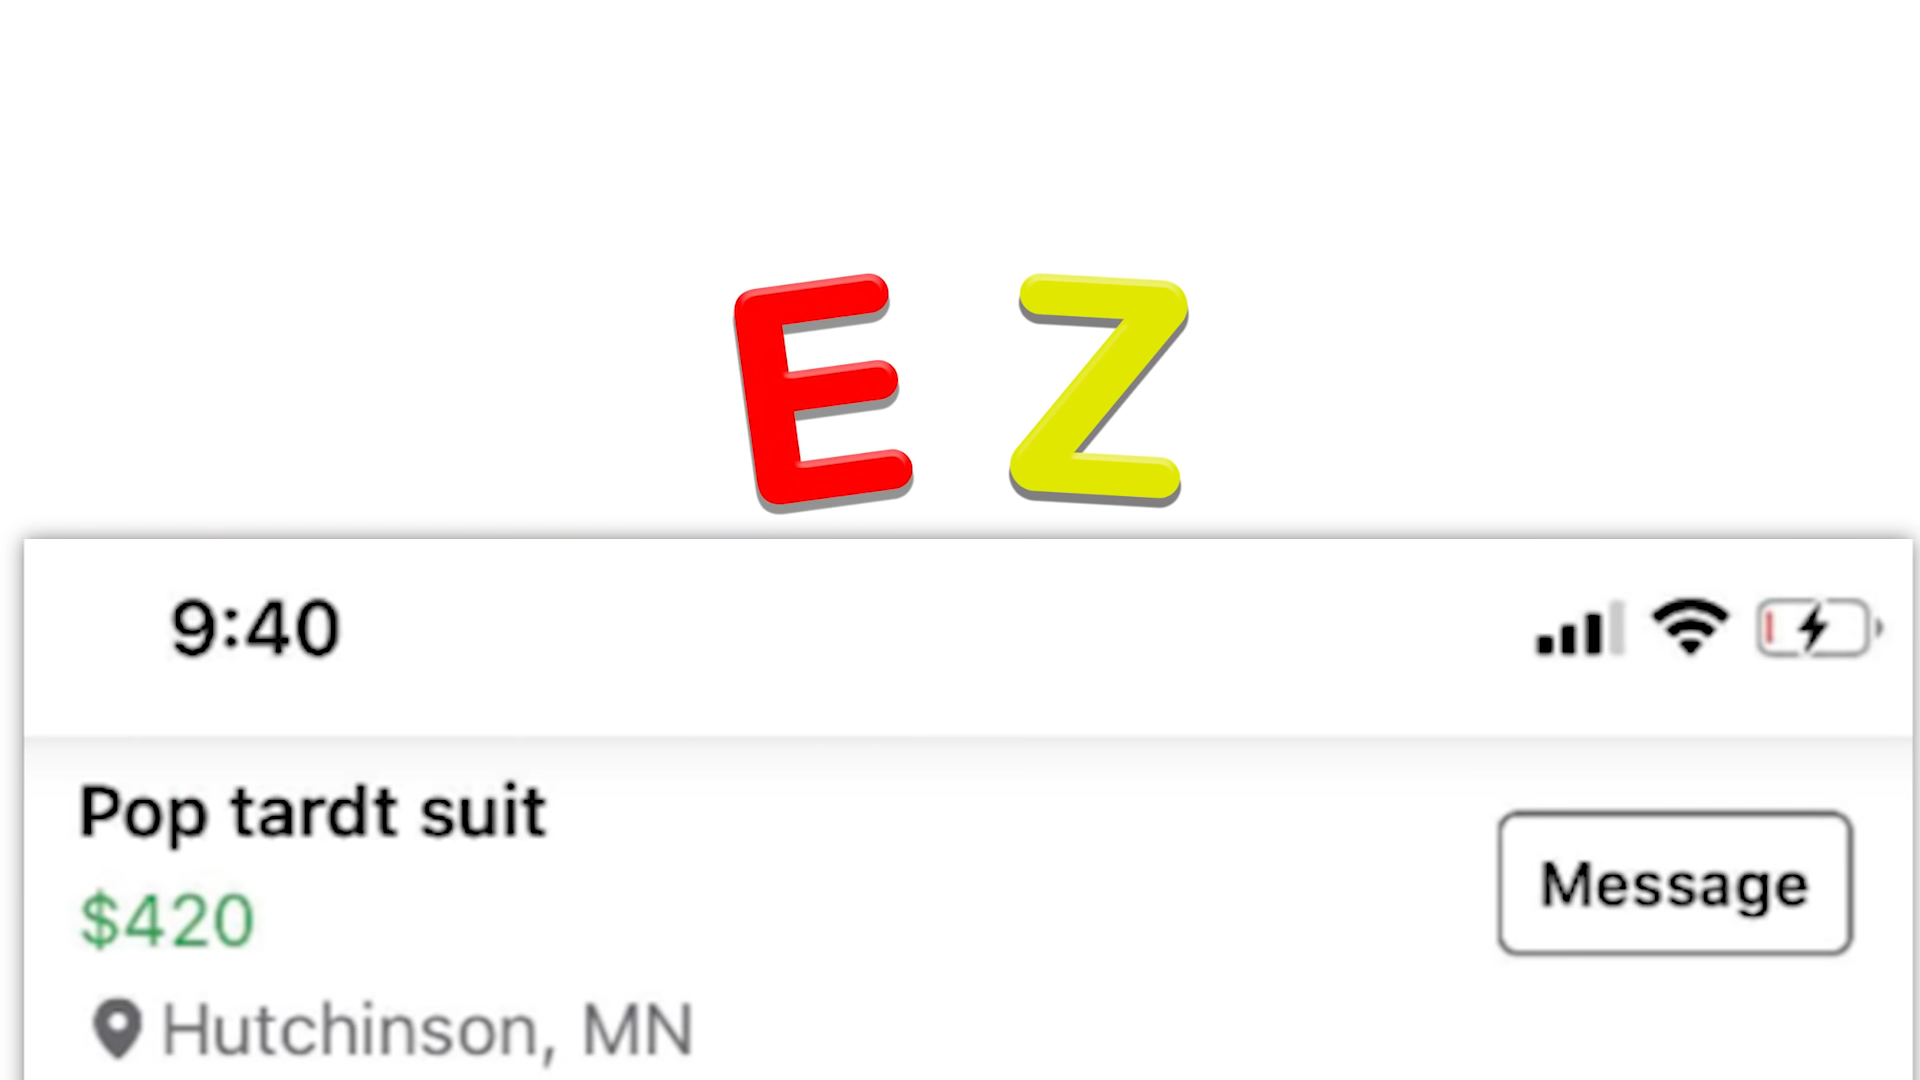 E Z
9:40
Pop tardt suit
$420
Message
Hutchinson, MN